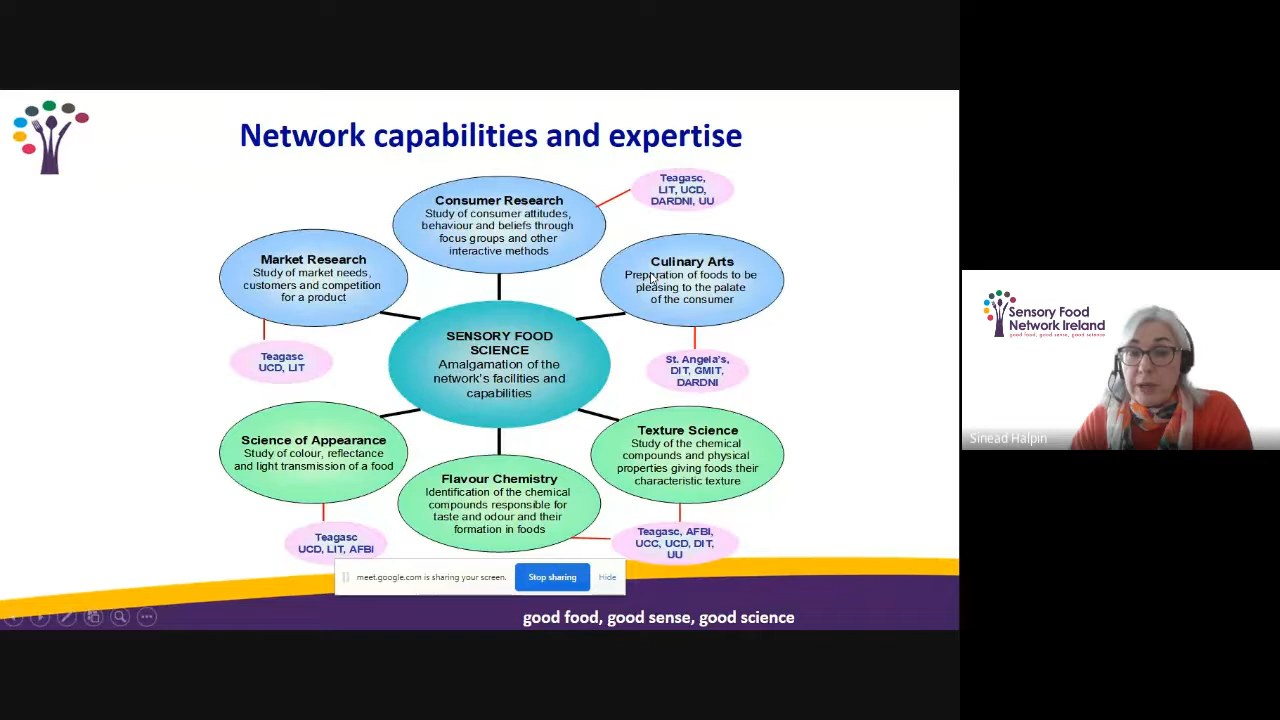 Network capabilities and expertise
Consumer Research
Study of consumer attitudes,
behaviour and beliefs through
focus groups and other
interactive methods
Teagasc,
LIT, UCD,
DARDNI, UU
Market Research
Study of market needs,
customers and competition
for a product
Teagasc
UCD, LIT
Culinary Arts
Preparation of foods to be
pleasing to the palate
of the consumer
St. Angela's,
DIT, GMIT,
DARDNI
SENSORY FOOD
SCIENCE
Amalgamation of the
network's facilities and
capabilities
Science of Appearance
Study of colour, reflectance
and light transmission of a food
Teagasc
UCD, LIT, AFBI
Flavour Chemistry
Identification of the chemical
compounds responsible for
taste and odour and their
formation in foods
Texture Science
Study of the chemical
compounds and physical
properties giving foods their
characteristic texture
Teagasc, AFBI,
UCC, UCD, DIT,
UU
meet.google.com is sharing your screen.
Stop sharing
Hide
good food, good sense, good science
Sensory Food
Network Ireland
good food, good sense, good science
Sinead Halpin